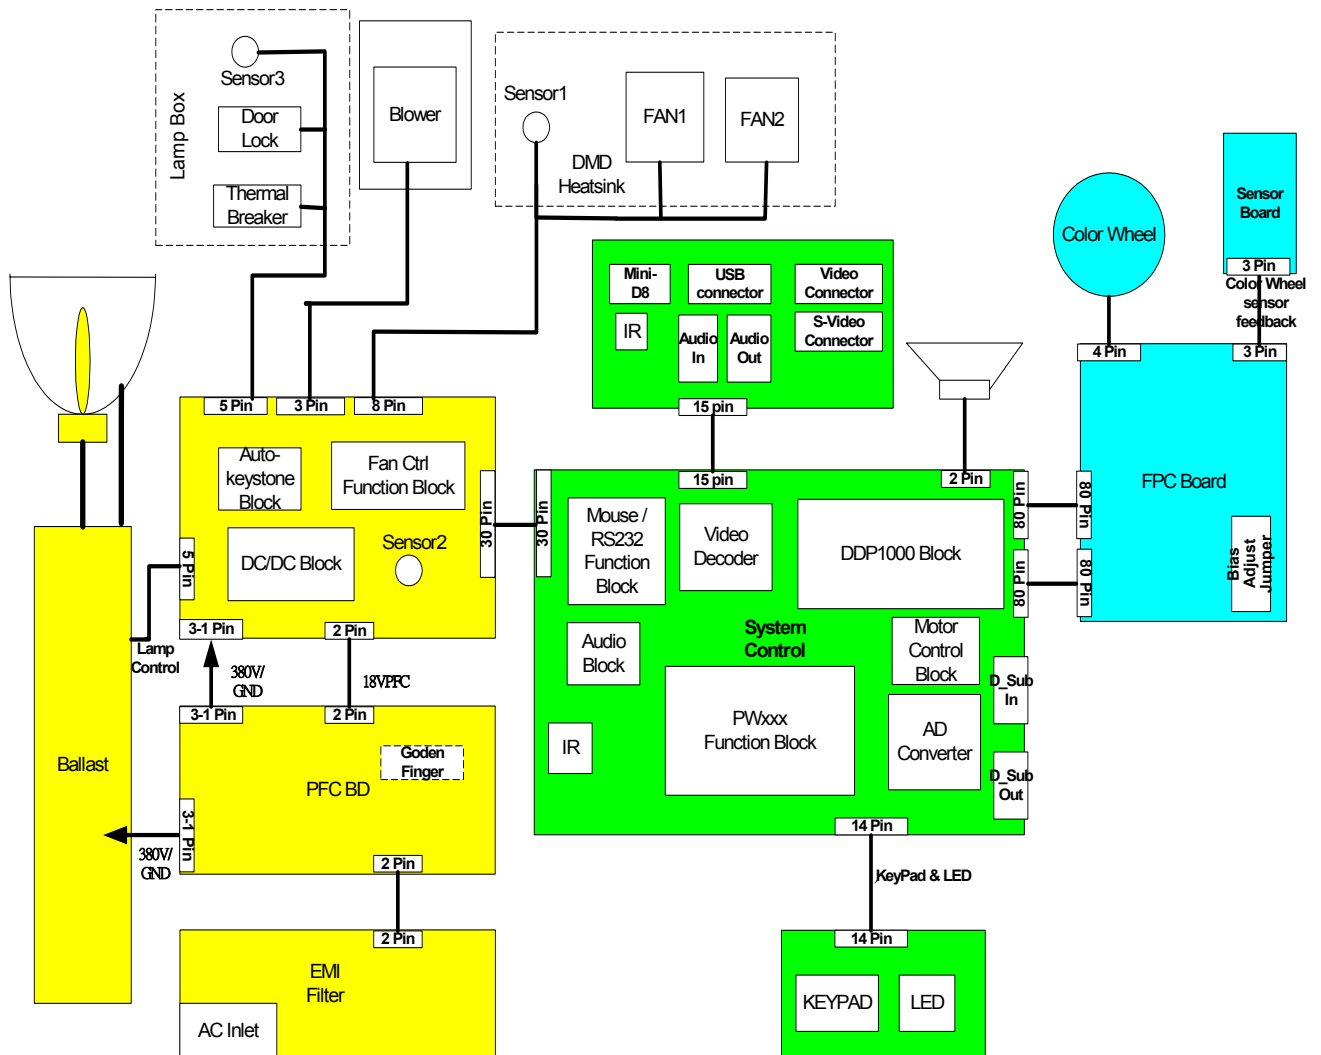 Lamp Box
Sensor3
Door
Lock
Thermal
Breaker
Blower
Sensor1
FAN1
FAN2
DMD
Heatsink
Mini-
D8
USB
connector
Video
Connector
IR
Audio
In
Audio
Out
S-Video
Connector
15 pin
Color Wheel
Sensor
Board
3 Pin
Color Wheel
sensor
feedback
4 Pin
3 Pin
FPC Board
80 Pin
80 Pin
Bias
Adjust
Jumper
5 Pin
3 Pin
8 Pin
Auto-
keystone
Block
Fan Ctrl
Function Block
DC/DC Block
Sensor2
30 Pin
5 Pin
3-1 Pin
2 Pin
Lamp
Control
380V/
GND
18VPFC
15 pin
2 Pin
30 Pin
Mouse /
RS232
Function
Block
Video
Decoder
DDP1000 Block
80 Pin
80 Pin
System
Control
Audio
Block
Motor
Control
Block
D_Sub
In
PWxxx
Function Block
AD
Converter
IR
D_Sub
Out
14 Pin
KeyPad & LED
14 Pin
KEYPAD
LED
Ballast
3-1 Pin
2 Pin
Goden
Finger
PFC BD
3-1 Pin
380V/
GND
2 Pin
2 Pin
EMI
Filter
AC Inlet